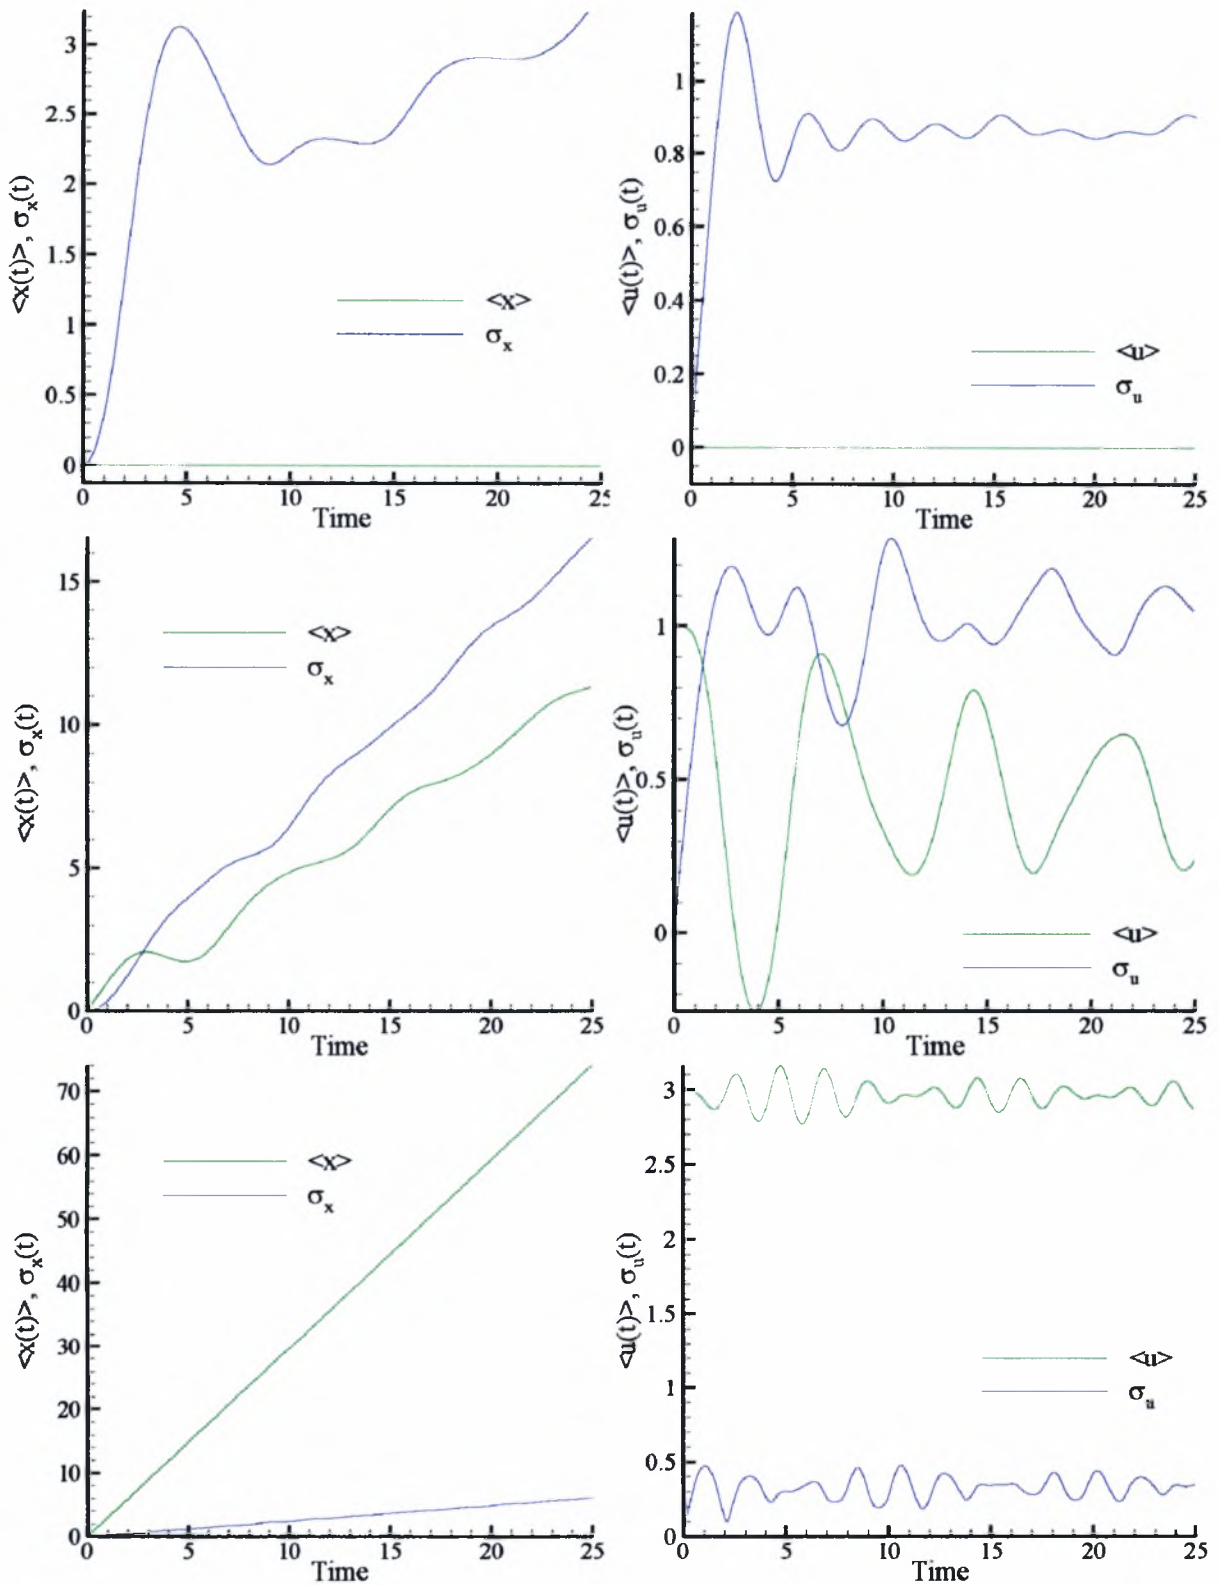 <x(t)>, σx(t)
3
2.5
2
1.5
1
0.5
0
<x>
σx
0 5 10 15 20 25
Time
<u(t)>, σu(t)
1
0.8
0.6
0.4
0.2
0
<u>
σu
0 5 10 15 20 25
Time
<x(t)>, σx(t)
15
10
5
0
<x>
σx
0 5 10 15 20 25
Time
<u(t)>, σu(t)
1
0.5
0
<u>
σu
0 5 10 15 20 25
Time
<x(t)>, σx(t)
70
60
50
40
30
20
10
0
<x>
σx
0 5 10 15 20 25
Time
<u(t)>, σu(t)
3
2.5
2
1.5
1
0.5
0
<u>
σu
0 5 10 15 20 25
Time